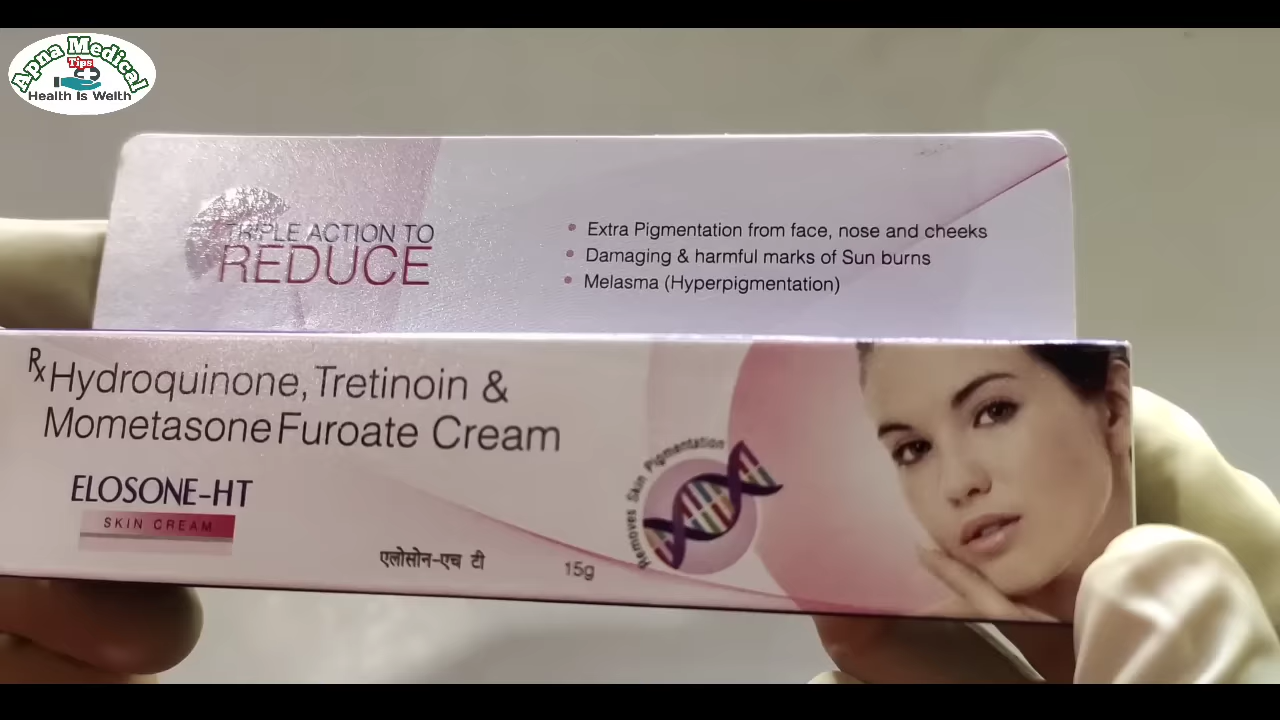 Apna Medical
Tips
Health Is Welth
TRIPLE ACTION TO
REDUCE
• Extra Pigmentation from face, nose and cheeks
• Damaging & harmful marks of Sun burns
• Melasma (Hyperpigmentation)
Rx Hydroquinone, Tretinoin &
Mometasone Furoate Cream
ELOSONE-HT
SKIN CREAM
एलोसोन-एच टी
15g
Removes Skin Pigmentation